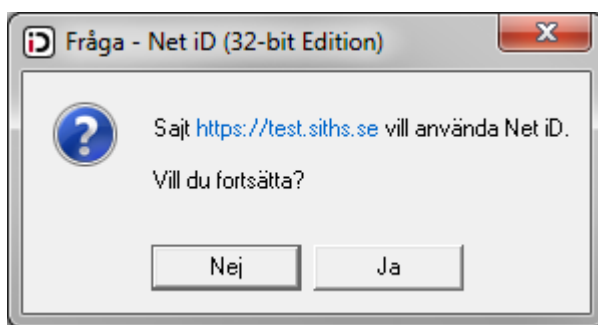 Fråga - Net iD (32-bit Edition)
Sajt https://test.siths.se vill använda Net iD.
Vill du fortsätta?
Nej
Ja